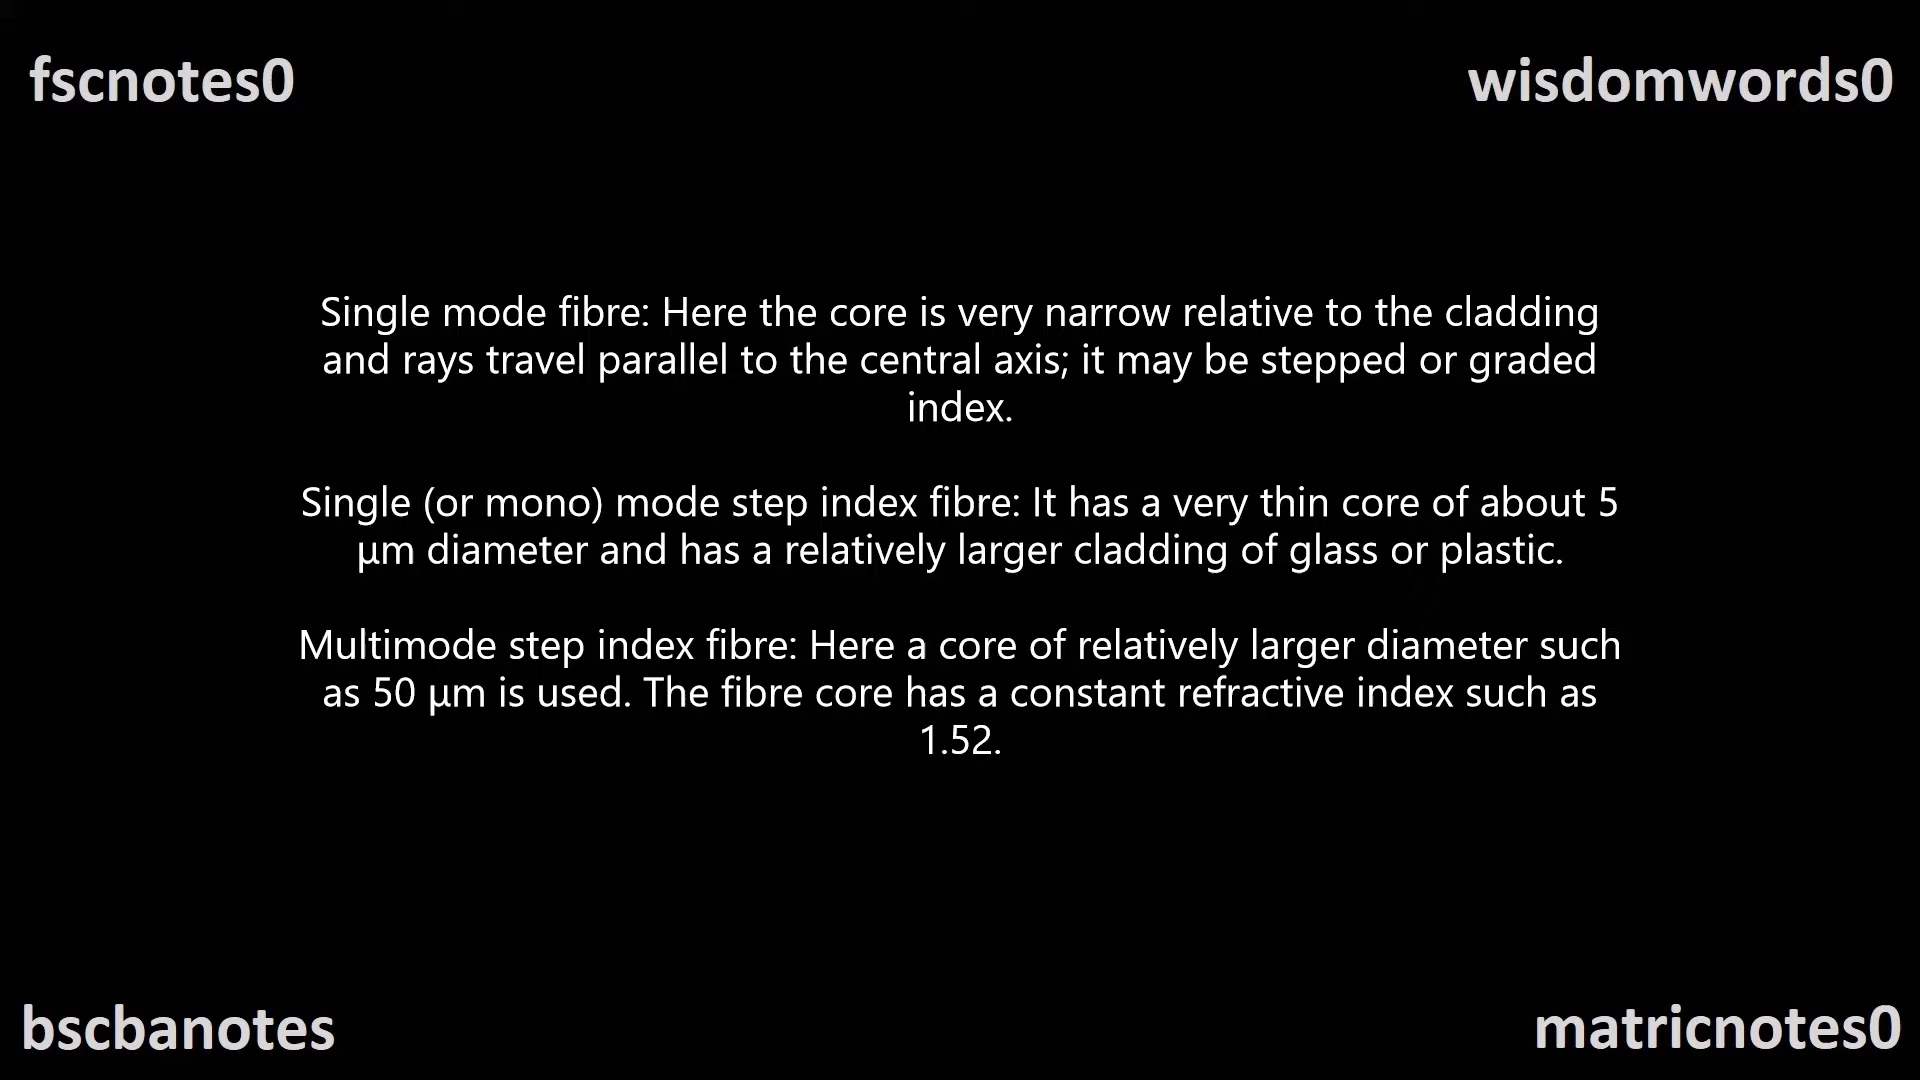 fscnotes0
wisdomwords0
Single mode fibre: Here the core is very narrow relative to the cladding
and rays travel parallel to the central axis; it may be stepped or graded
index.
Single (or mono) mode step index fibre: It has a very thin core of about 5
μm diameter and has a relatively larger cladding of glass or plastic.
Multimode step index fibre: Here a core of relatively larger diameter such
as 50 μm is used. The fibre core has a constant refractive index such as
1.52.
bscbanotes
matricnotes0